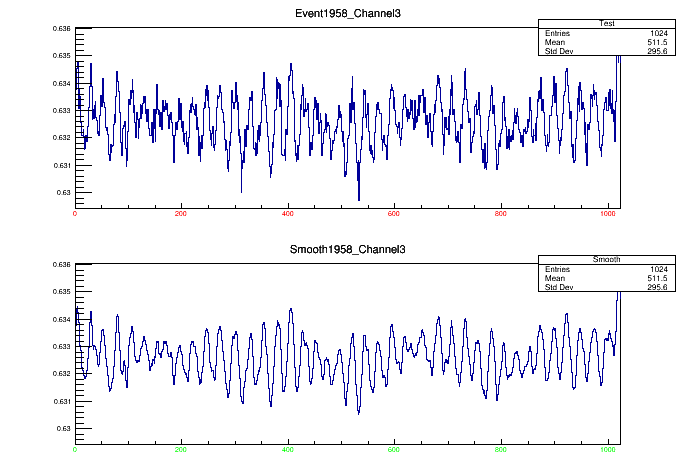 Event1958_Channel3
Test
Entries 1024
Mean 511.5
Std Dev 295.6
0.636
0.635
0.634
0.633
0.632
0.631
0.63
0 200 400 600 800 1000
Smooth1958_Channel3
Smooth
Entries 1024
Mean 511.5
Std Dev 295.6
0.636
0.635
0.634
0.633
0.632
0.631
0.63
0 200 400 600 800 1000